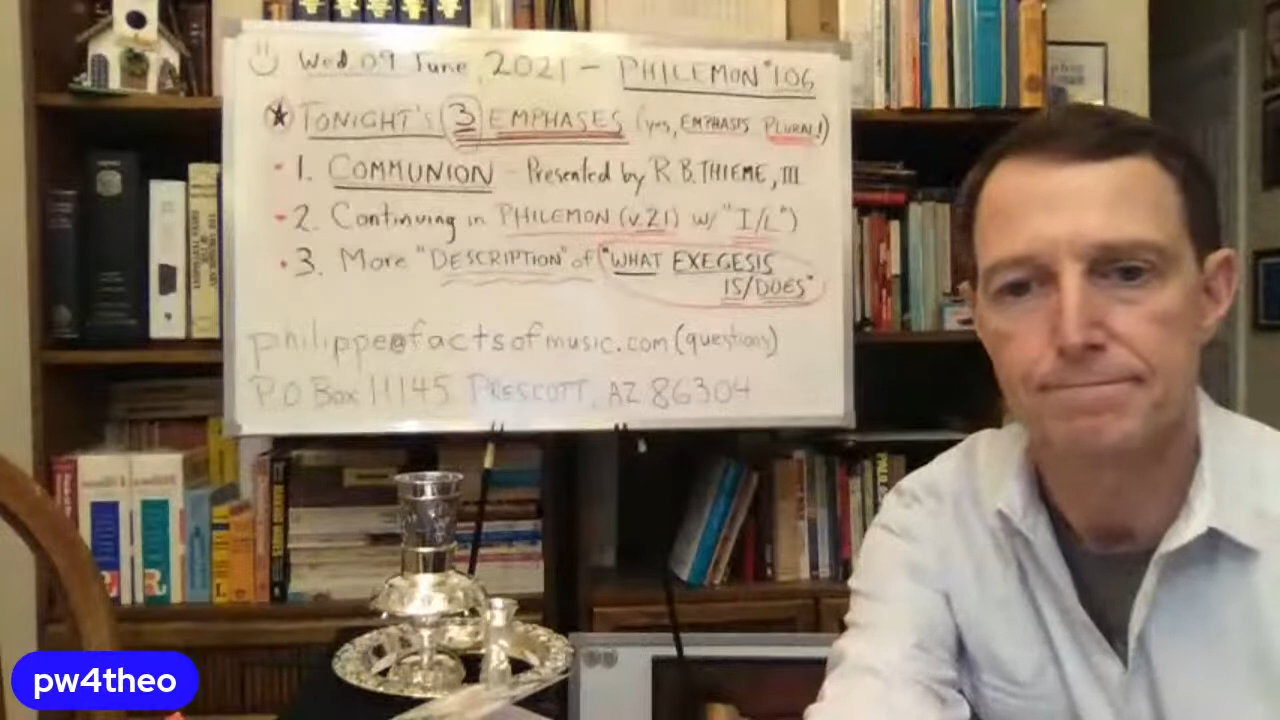 Wed 09 June, 2021 - PHILEMON #106
★ TONIGHT'S 3 EMPHASES (yes, EMPHASIS PLURAL!)
- 1. COMMUNION - Presented by R.B. THIEME, III
- 2. Continuing in PHILEMON (v.21) w/ "I/L")
• 3. More "DESCRIPTION" of "WHAT EXEGESIS
IS/DOES"
philippe@factsofmusic.com (questions)
P.O Box 11145 PRESCOTT, AZ 86304
pw4theo